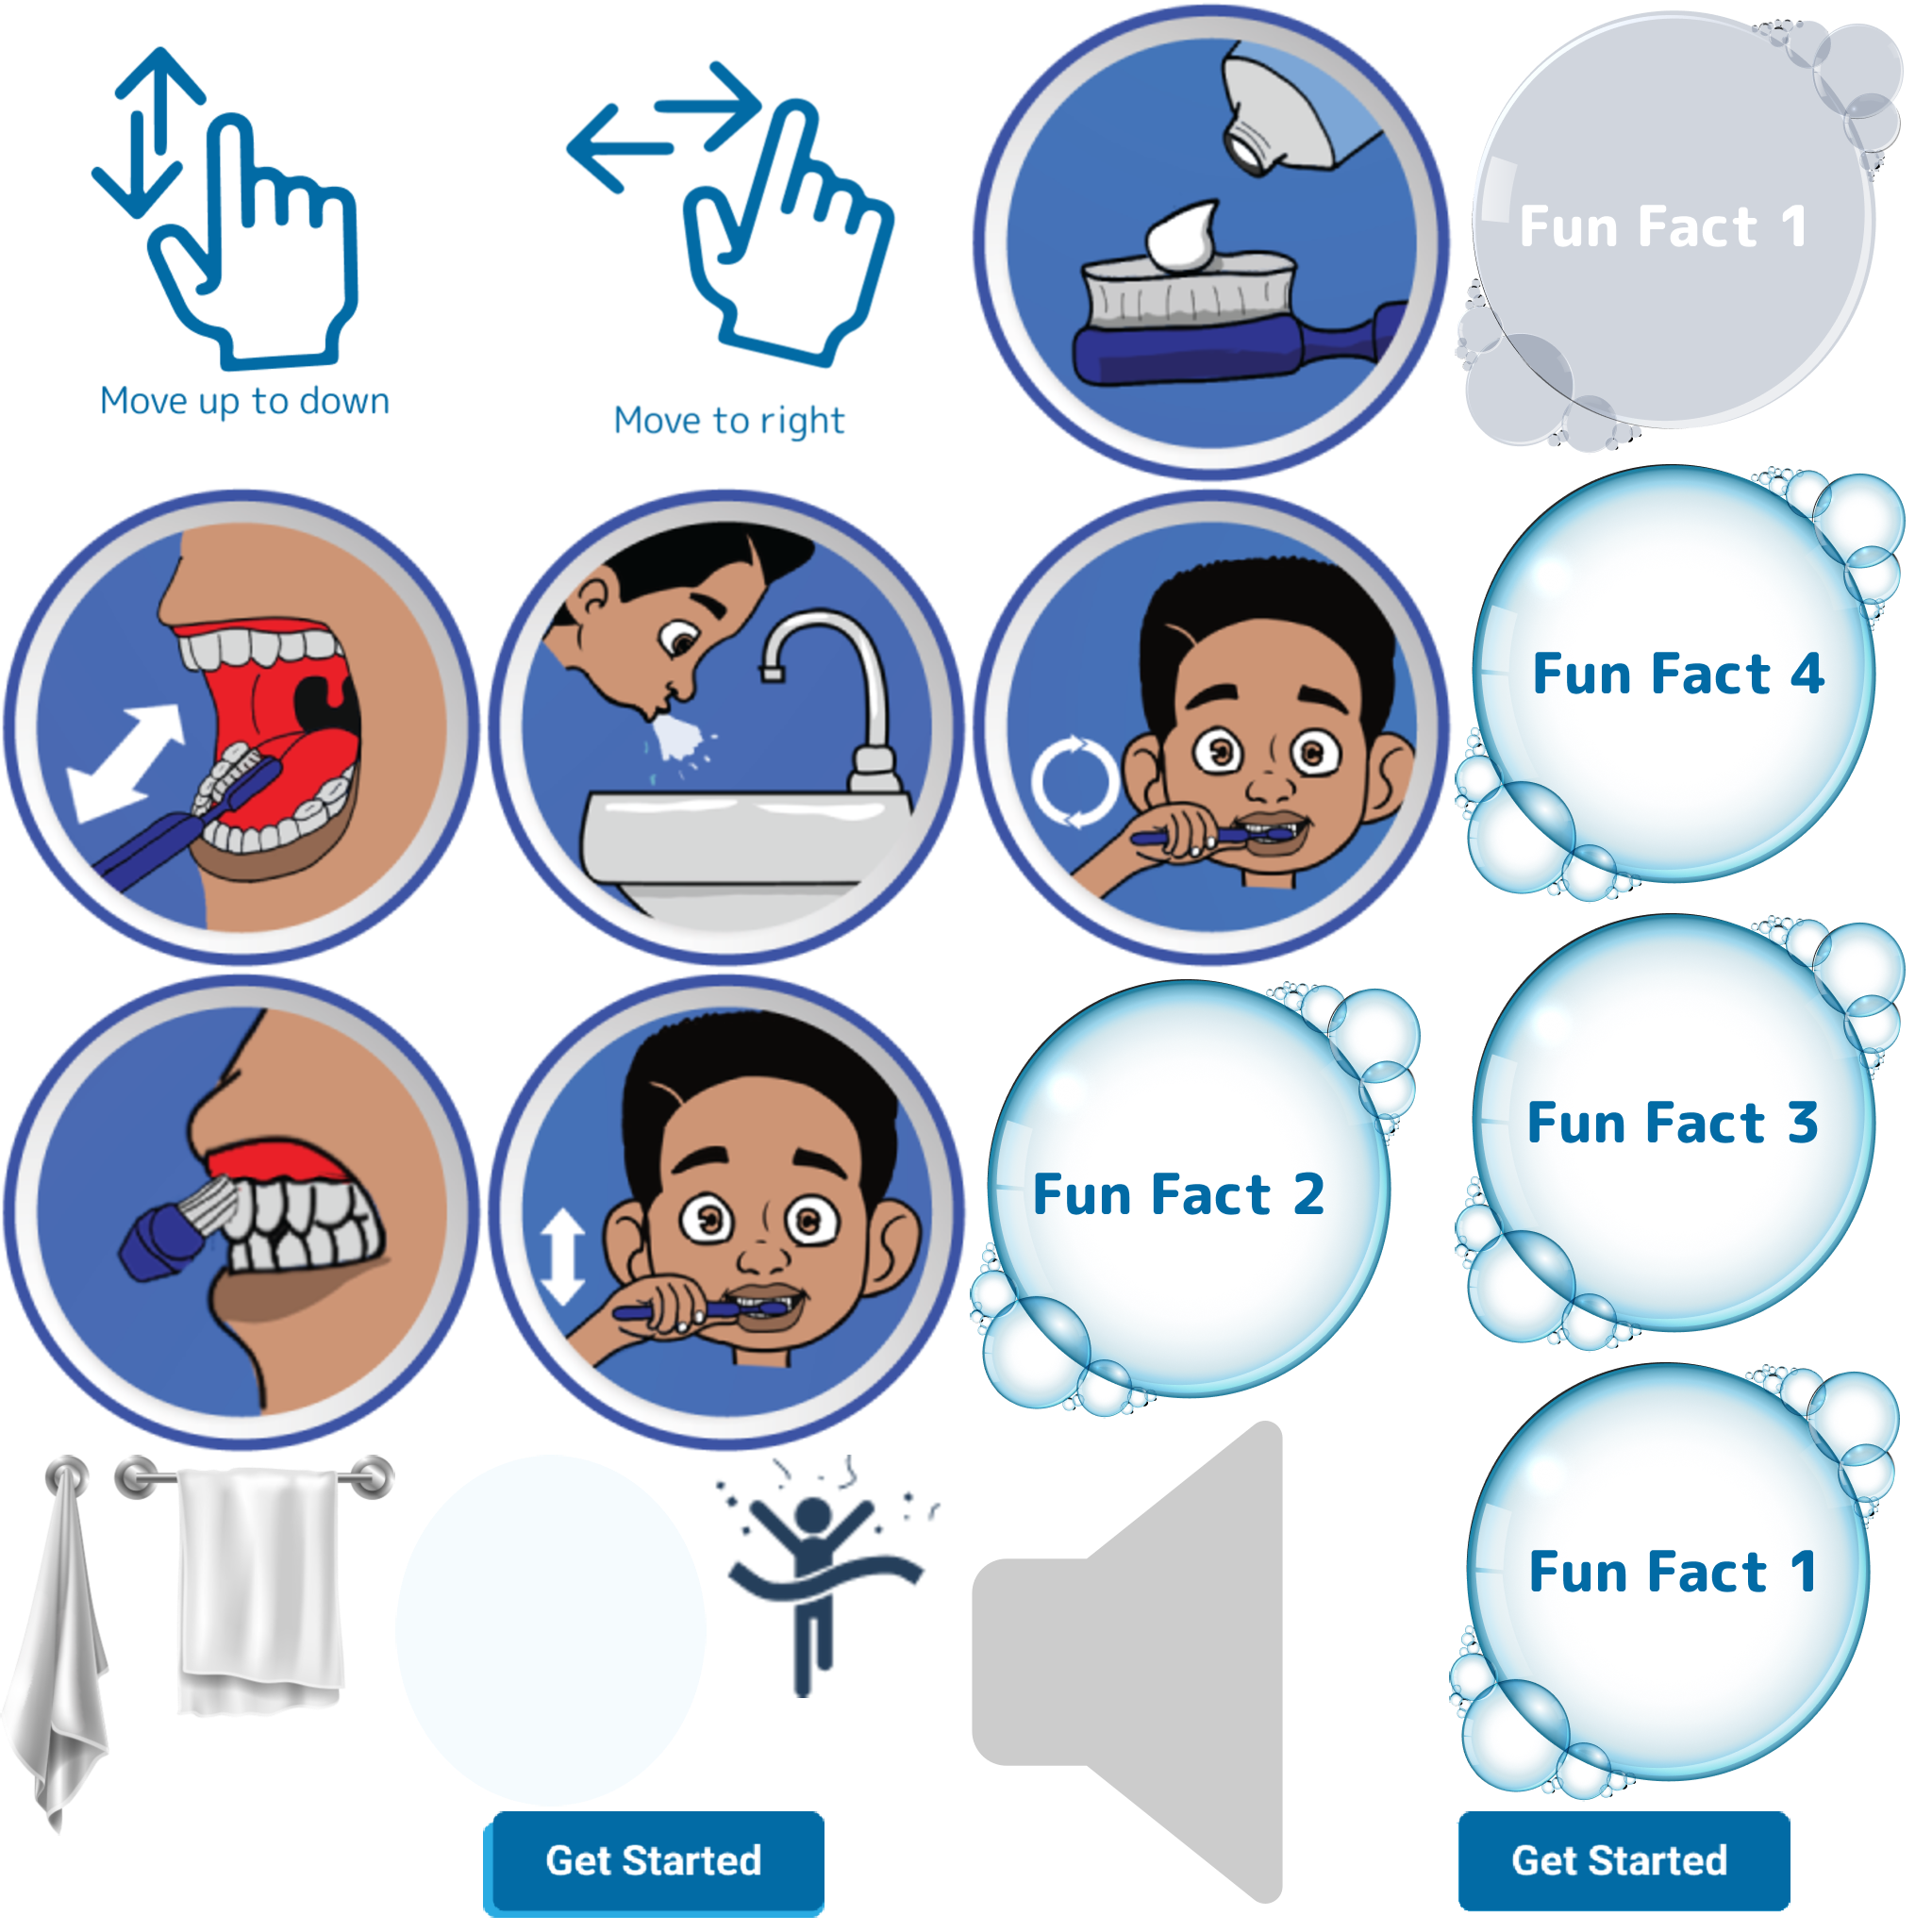 Move up to down
Move to right
Fun Fact 1
Fun Fact 4
Fun Fact 2
Fun Fact 3
Fun Fact 1
Get Started
Get Started